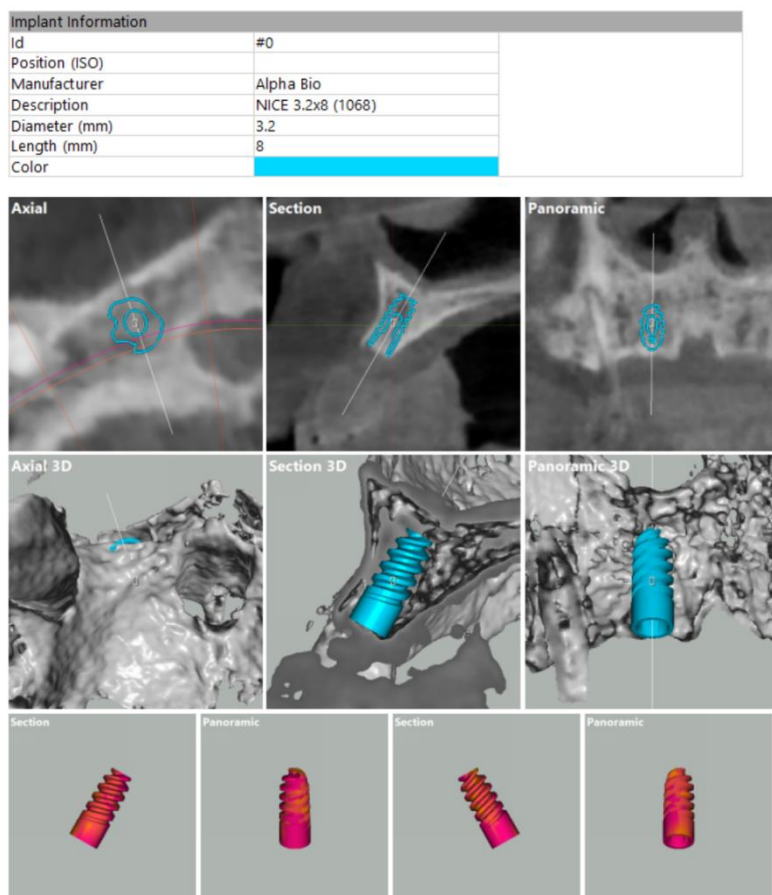 Implant Information
Id #0
Position (ISO)
Manufacturer Alpha Bio
Description NICE 3.2x8 (1068)
Diameter (mm) 3.2
Length (mm) 8
Color
Axial Section Panoramic
Axial 3D Section 3D Panoramic 3D
Section Panoramic Section Panoramic